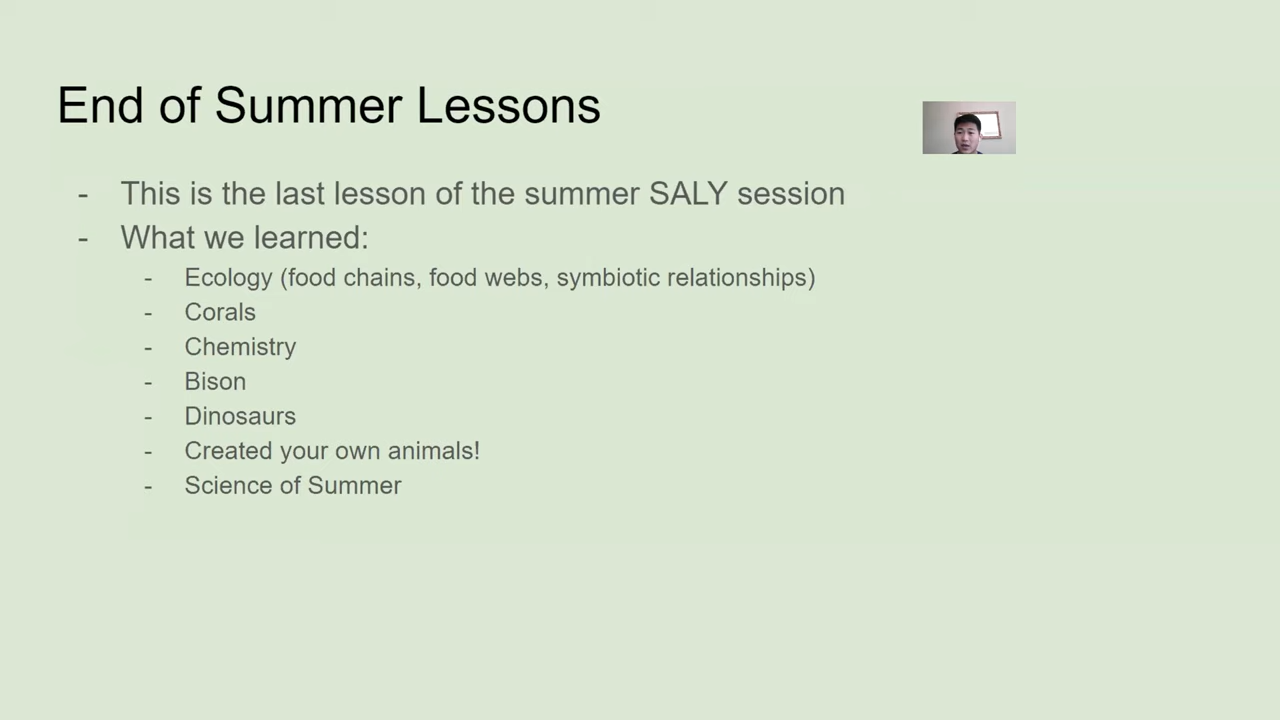 End of Summer Lessons
- This is the last lesson of the summer SALY session
- What we learned:
- Ecology (food chains, food webs, symbiotic relationships)
- Corals
- Chemistry
- Bison
- Dinosaurs
- Created your own animals!
- Science of Summer